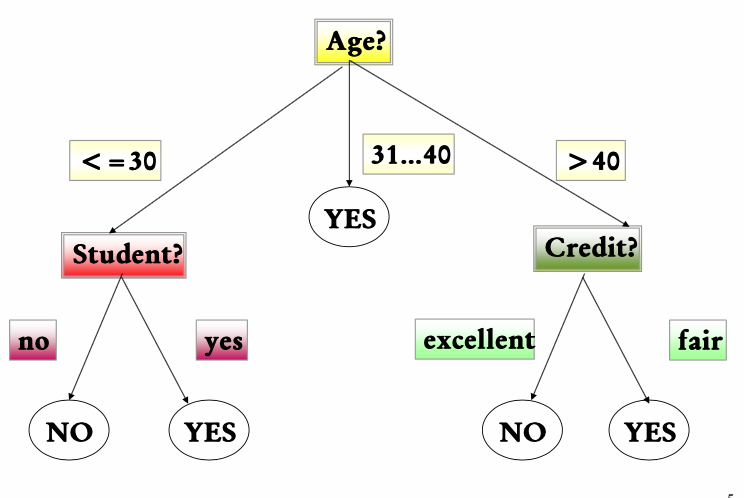 Age?
<=30
31...40
>40
YES
Student?
Credit?
no
yes
excellent
fair
NO
YES
NO
YES